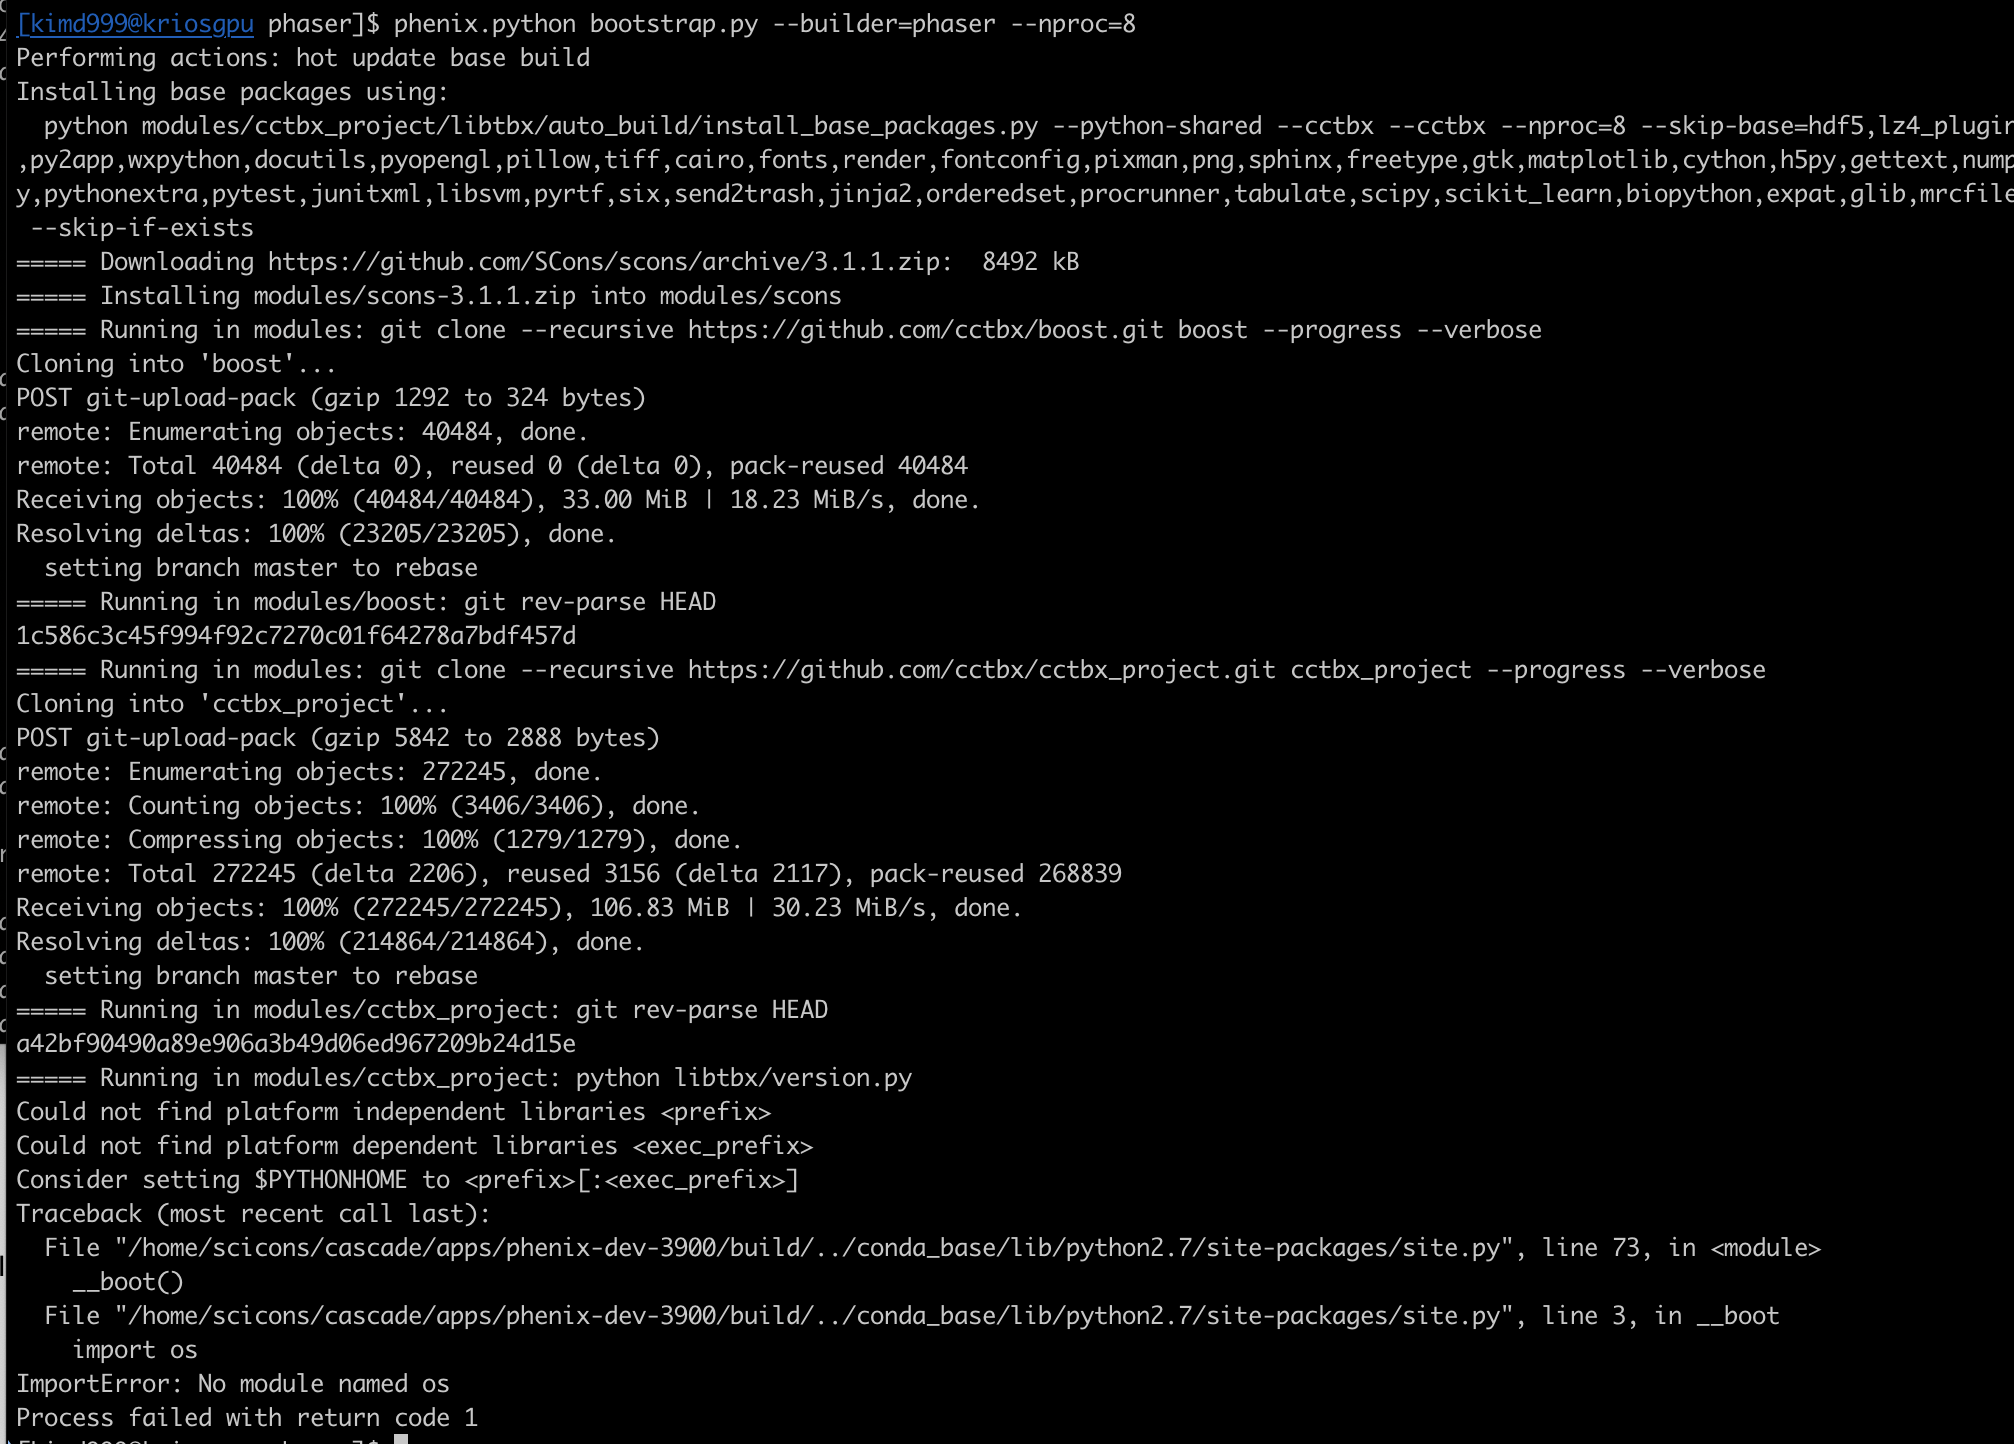 [kimd999@kriosgpu phaser]$ phenix.python bootstrap.py --builder=phaser --nproc=8
Performing actions: hot update base build
Installing base packages using:
  python modules/cctbx_project/libtbx/auto_build/install_base_packages.py --python-shared --cctbx --cctbx --nproc=8 --skip-base=hdf5,lz4_plugin
,py2app,wxpython,docutils,pyopengl,pillow,tiff,cairo,fonts,render,fontconfig,pixman,png,sphinx,freetype,gtk,matplotlib,cython,h5py,gettext,nump
y,pythonextra,pytest,junitxml,libsvm,pyrtf,six,send2trash,jinja2,orderedset,procrunner,tabulate,scipy,scikit_learn,biopython,expat,glib,mrcfile
 --skip-if-exists
===== Downloading https://github.com/SCons/scons/archive/3.1.1.zip:  8492 kB
===== Installing modules/scons-3.1.1.zip into modules/scons
===== Running in modules: git clone --recursive https://github.com/cctbx/boost.git boost --progress --verbose
Cloning into 'boost'...
POST git-upload-pack (gzip 1292 to 324 bytes)
remote: Enumerating objects: 40484, done.
remote: Total 40484 (delta 0), reused 0 (delta 0), pack-reused 40484
Receiving objects: 100% (40484/40484), 33.00 MiB | 18.23 MiB/s, done.
Resolving deltas: 100% (23205/23205), done.
  setting branch master to rebase
===== Running in modules/boost: git rev-parse HEAD
1c586c3c45f994f92c7270c01f64278a7bdf457d
===== Running in modules: git clone --recursive https://github.com/cctbx/cctbx_project.git cctbx_project --progress --verbose
Cloning into 'cctbx_project'...
POST git-upload-pack (gzip 5842 to 2888 bytes)
remote: Enumerating objects: 272245, done.
remote: Counting objects: 100% (3406/3406), done.
remote: Compressing objects: 100% (1279/1279), done.
remote: Total 272245 (delta 2206), reused 3156 (delta 2117), pack-reused 268839
Receiving objects: 100% (272245/272245), 106.83 MiB | 30.23 MiB/s, done.
Resolving deltas: 100% (214864/214864), done.
  setting branch master to rebase
===== Running in modules/cctbx_project: git rev-parse HEAD
a42bf90490a89e906a3b49d06ed967209b24d15e
===== Running in modules/cctbx_project: python libtbx/version.py
Could not find platform independent libraries <prefix>
Could not find platform dependent libraries <exec_prefix>
Consider setting $PYTHONHOME to <prefix>[:<exec_prefix>]
Traceback (most recent call last):
  File "/home/scicons/cascade/apps/phenix-dev-3900/build/../conda_base/lib/python2.7/site-packages/site.py", line 73, in <module>
    __boot()
  File "/home/scicons/cascade/apps/phenix-dev-3900/build/../conda_base/lib/python2.7/site-packages/site.py", line 3, in __boot
    import os
ImportError: No module named os
Process failed with return code 1